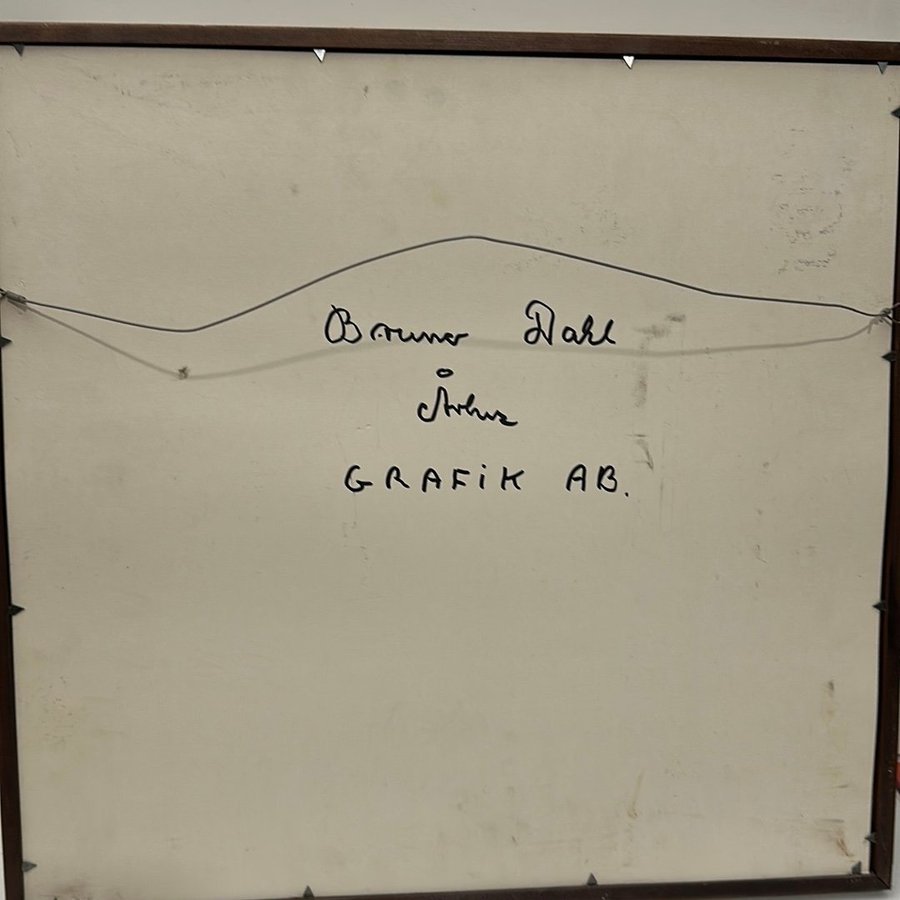 Bruno Dahl
Århus
GRAFiK AB.